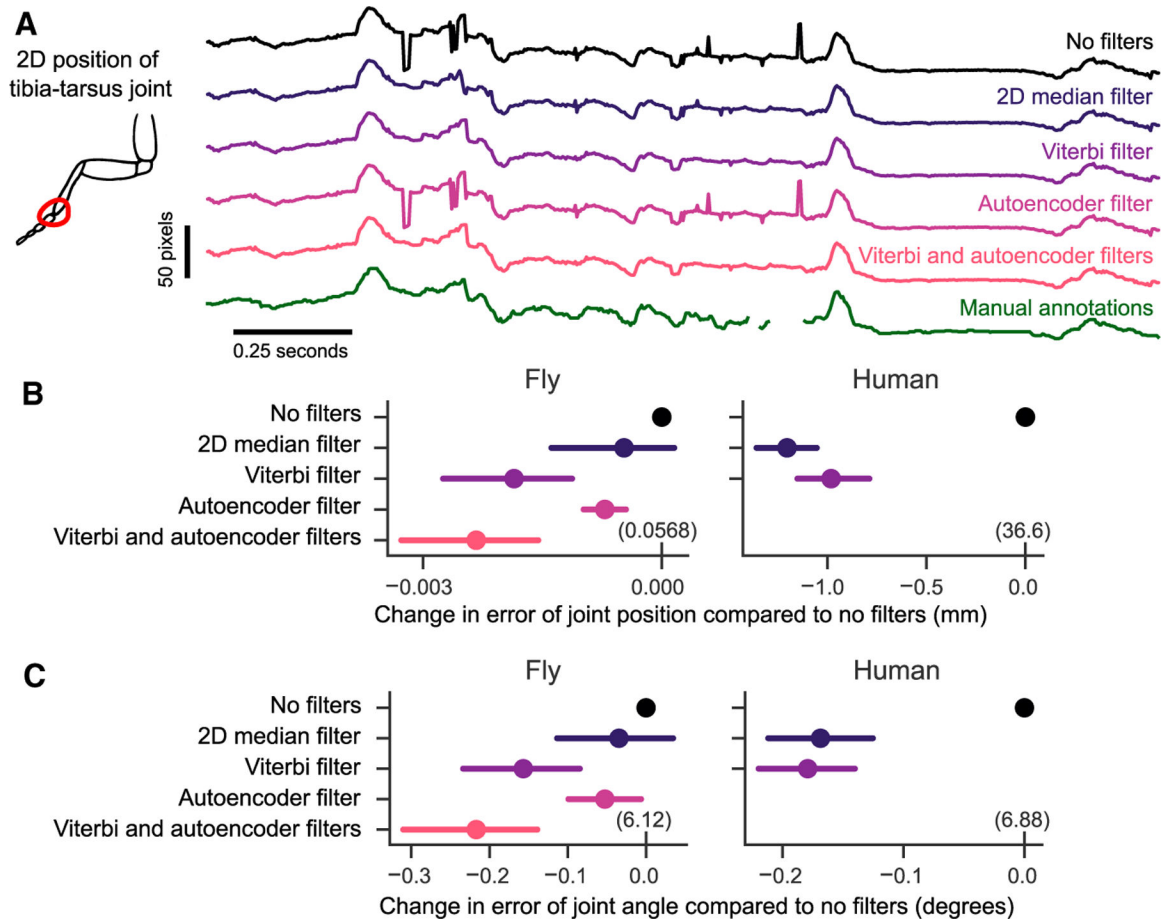 A
2D position of
tibia-tarsus joint
No filters
2D median filter
Viterbi filter
Autoencoder filter
Viterbi and autoencoder filters
Manual annotations
50 pixels
0.25 seconds
B
Fly
Human
No filters
2D median filter
Viterbi filter
Autoencoder filter
Viterbi and autoencoder filters
(0.0568)
(36.6)
−0.003
0.000
−1.0
−0.5
0.0
Change in error of joint position compared to no filters (mm)
C
Fly
Human
No filters
2D median filter
Viterbi filter
Autoencoder filter
Viterbi and autoencoder filters
(6.12)
(6.88)
−0.3
−0.2
−0.1
0.0
−0.2
−0.1
0.0
Change in error of joint angle compared to no filters (degrees)